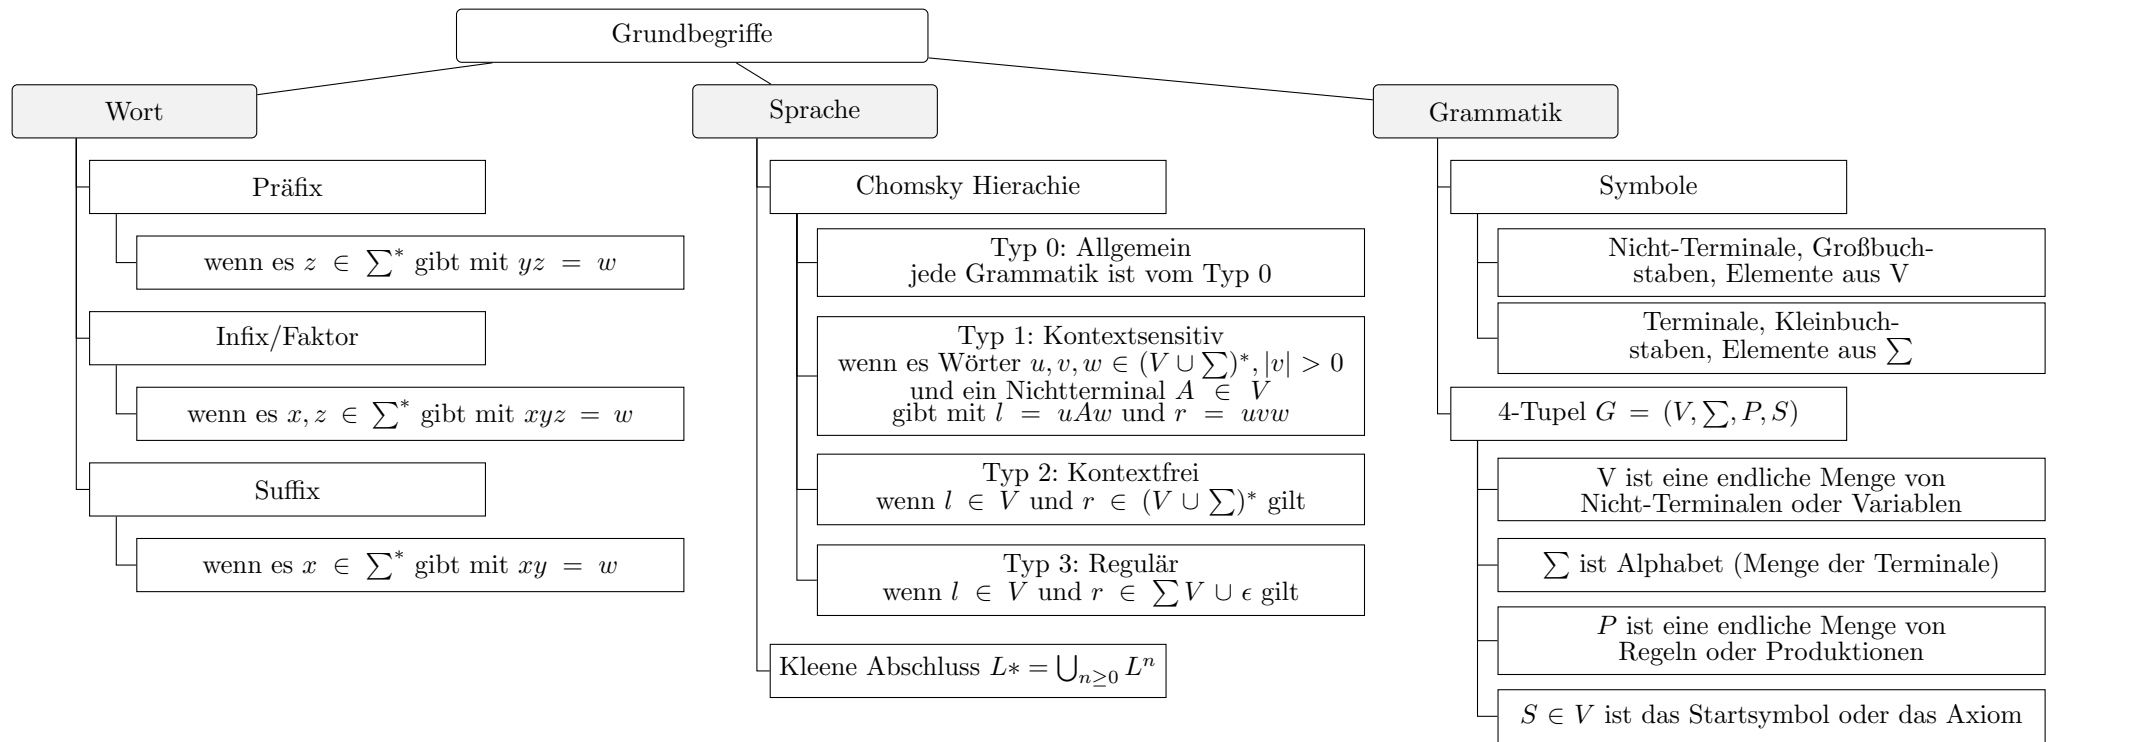 Grundbegriffe
Wort
Präfix
wenn es z ∈ ∑* gibt mit yz = w
Infix/Faktor
wenn es x, z ∈ ∑* gibt mit xyz = w
Suffix
wenn es x ∈ ∑* gibt mit xy = w
Sprache
Chomsky Hierachie
Typ 0: Allgemein
jede Grammatik ist vom Typ 0
Typ 1: Kontextsensitiv
wenn es Wörter u, v, w ∈ (V ∪ ∑)*, |v| > 0
und ein Nichtterminal A ∈ V
gibt mit l = uAw und r = uvw
Typ 2: Kontextfrei
wenn l ∈ V und r ∈ (V ∪ ∑)* gilt
Typ 3: Regulär
wenn l ∈ V und r ∈ ∑ V ∪ ϵ gilt
Kleene Abschluss L* = ⋃ₙ≥₀ Lⁿ
Grammatik
Symbole
Nicht-Terminale, Großbuch-
staben, Elemente aus V
Terminale, Kleinbuch-
staben, Elemente aus ∑
4-Tupel G = (V, ∑, P, S)
V ist eine endliche Menge von
Nicht-Terminalen oder Variablen
∑ ist Alphabet (Menge der Terminale)
P ist eine endliche Menge von
Regeln oder Produktionen
S ∈ V ist das Startsymbol oder das Axiom